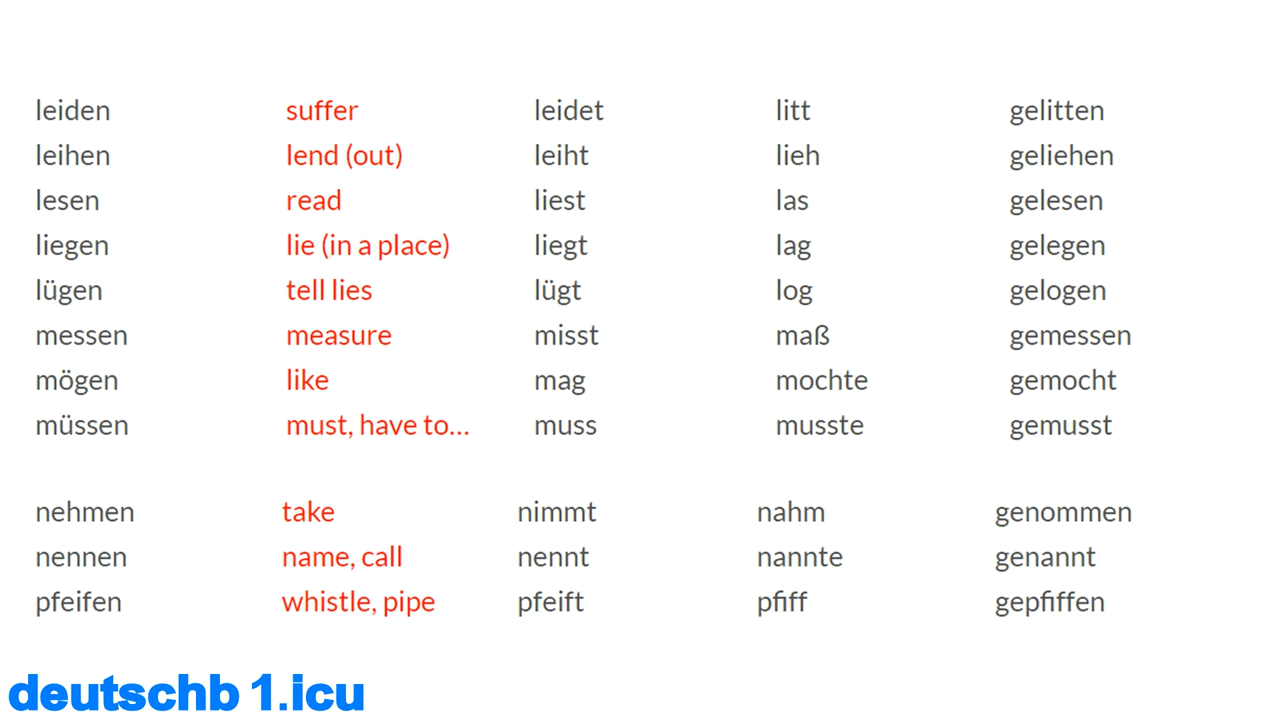 leiden suffer leidet litt gelitten
leihen lend (out) leiht lieh geliehen
lesen read liest las gelesen
liegen lie (in a place) liegt lag gelegen
lügen tell lies lügt log gelogen
messen measure misst maß gemessen
mögen like mag mochte gemocht
müssen must, have to... muss musste gemusst
nehmen take nimmt nahm genommen
nennen name, call nennt nannte genannt
pfeifen whistle, pipe pfeift pfiff gepfiffen
deutschb 1.icu